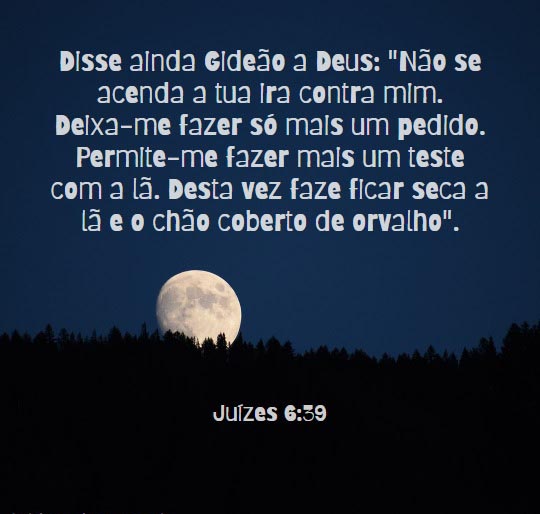 Disse ainda Gideão a Deus: "Não se
acenda a tua ira contra mim.
Deixa-me fazer só mais um pedido.
Permite-me fazer mais um teste
com a lã. Desta vez faze ficar seca a
lã e o chão coberto de orvalho".
Juízes 6:39